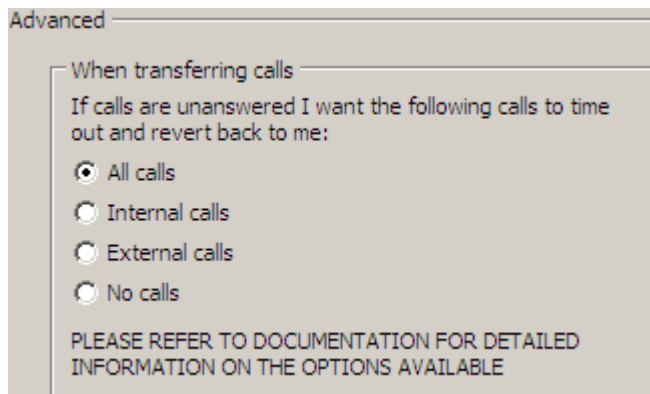 Advanced
When transferring calls
If calls are unanswered I want the following calls to time
out and revert back to me:
All calls
Internal calls
External calls
No calls
PLEASE REFER TO DOCUMENTATION FOR DETAILED
INFORMATION ON THE OPTIONS AVAILABLE